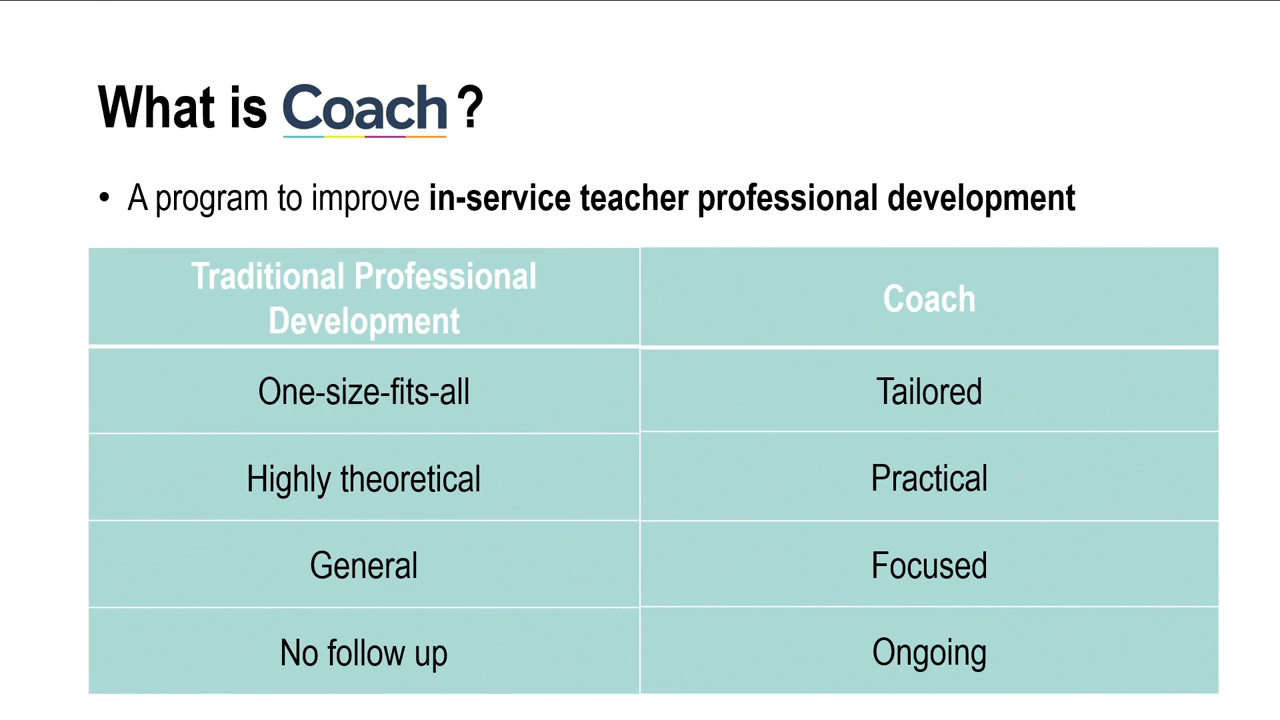 What is Coach ?
• A program to improve in-service teacher professional development
Traditional Professional
Development
Coach
One-size-fits-all
Tailored
Highly theoretical
Practical
General
Focused
No follow up
Ongoing